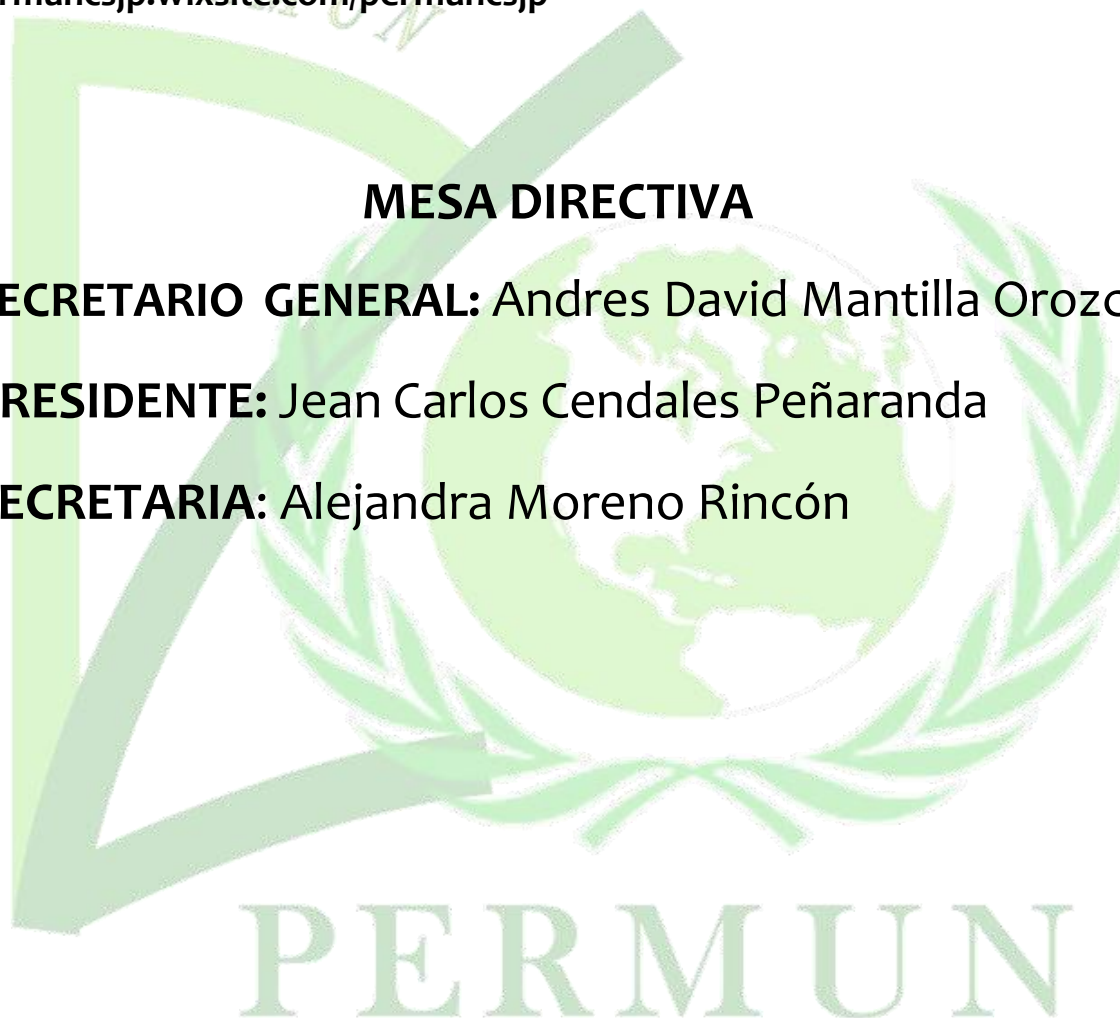 MESA DIRECTIVA
ECRETARIO GENERAL: Andres David Mantilla Orozc
RESIDENTE: Jean Carlos Cendales Peñaranda
ECRETARIA: Alejandra Moreno Rincón
PERMUN